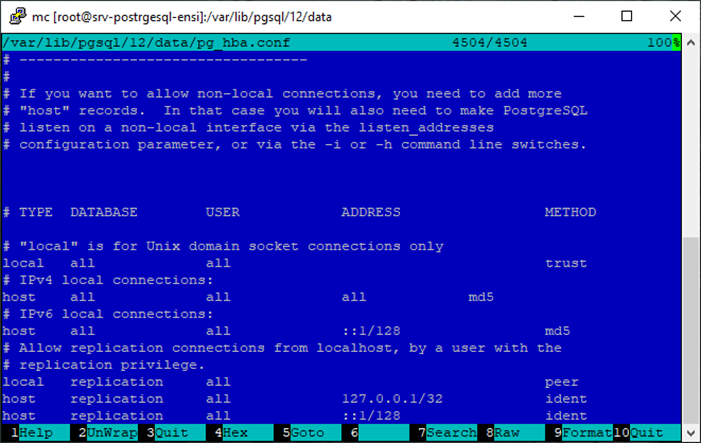 mc [root@srv-postrgesql-ensi]:/var/lib/pgsql/12/data
/var/lib/pgsql/12/data/pg_hba.conf 4504/4504 100%
# ----------------------------------
#
# If you want to allow non-local connections, you need to add more
# "host" records.  In that case you will also need to make PostgreSQL
# listen on a non-local interface via the listen_addresses
# configuration parameter, or via the -i or -h command line switches.
# TYPE  DATABASE        USER            ADDRESS                 METHOD
# "local" is for Unix domain socket connections only
local   all             all                                     trust
# IPv4 local connections:
host    all             all             all            md5
# IPv6 local connections:
host    all             all             ::1/128                 md5
# Allow replication connections from localhost, by a user with the
# replication privilege.
local   replication     all                                     peer
host    replication     all             127.0.0.1/32            ident
host    replication     all             ::1/128                 ident
1Help 2UnWrap 3Quit 4Hex 5Goto 6 7Search 8Raw 9Format 10Quit